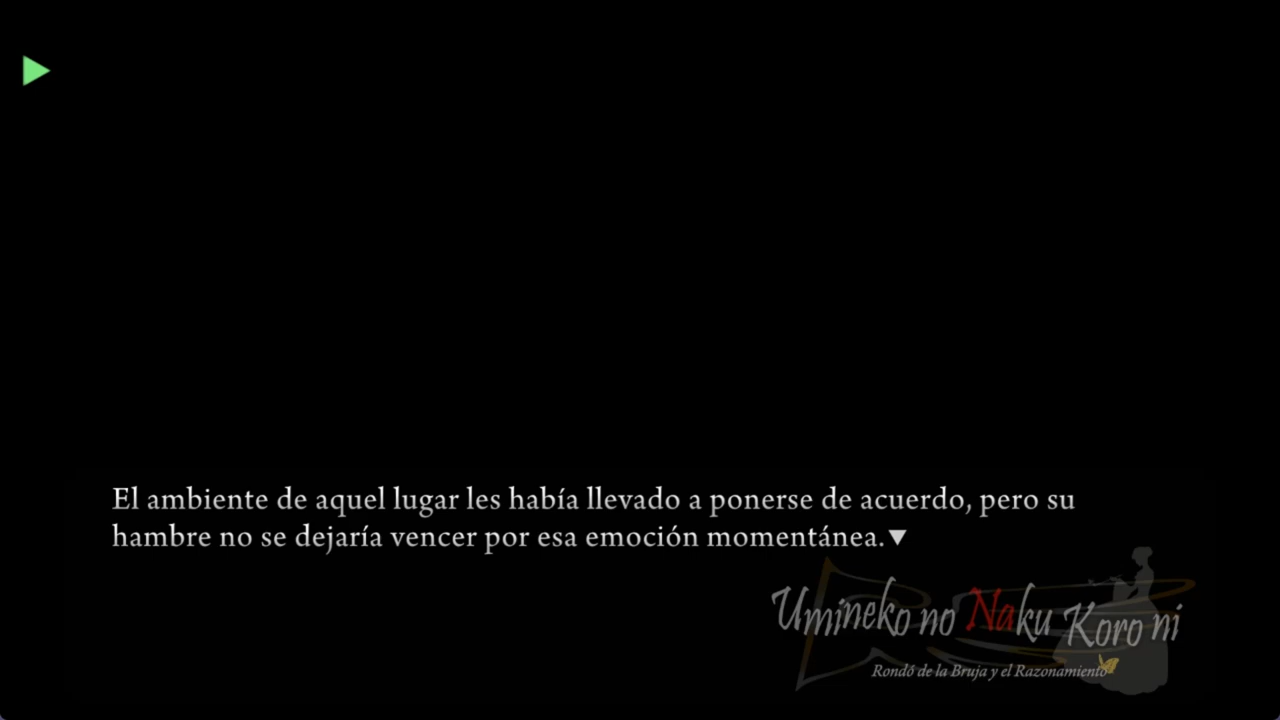 El ambiente de aquel lugar les había llevado a ponerse de acuerdo, pero su
hambre no se dejaría vencer por esa emoción momentánea.
Umineko no Naku Koro ni
Rondó de la Bruja y el Razonamiento